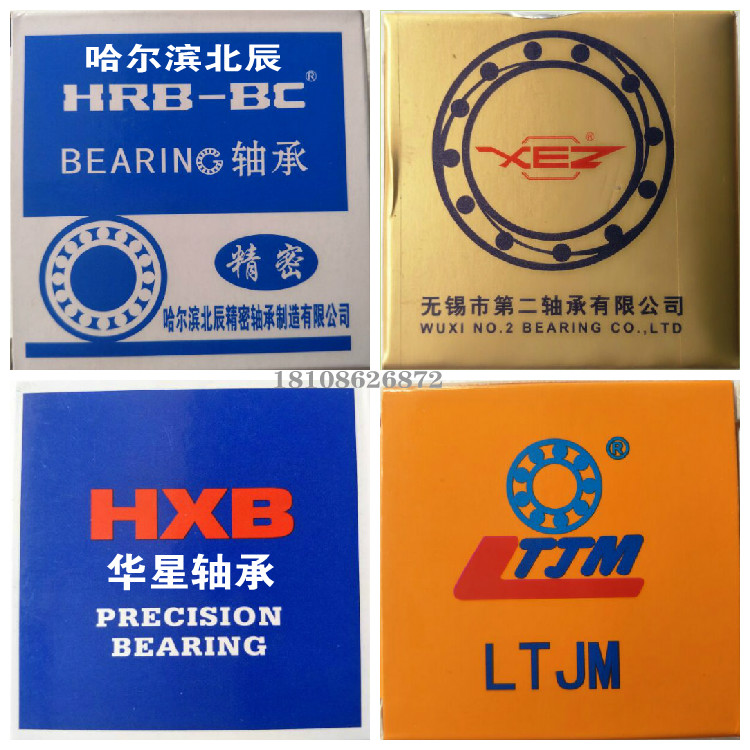 哈尔滨北辰
HRB-BC®
BEARING轴承
精密
哈尔滨北辰精密轴承制造有限公司
XEZ®
无锡市第二轴承有限公司
WUXI NO.2 BEARING CO.,LTD
18108626872
HXB
华星轴承
PRECISION
BEARING
®
LTJM
LTJM